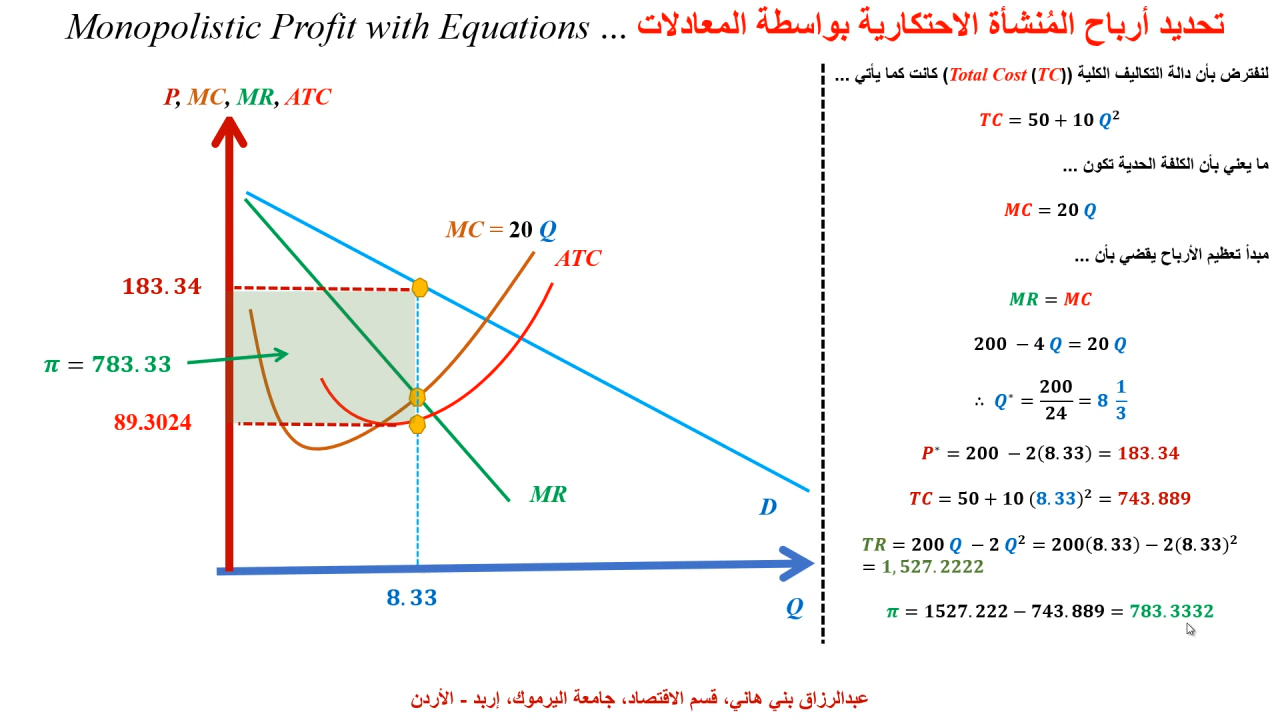 Monopolistic Profit with Equations ... تحديد أرباح المُنشأة الاحتكارية بواسطة المعادلات
P, MC, MR, ATC
MC = 20 Q
ATC
183.34
π = 783.33
89.3024
MR
D
8.33
Q
لنفترض بأن دالة التكاليف الكلية (Total Cost (TC)) كانت كما يأتي ...
TC = 50 + 10 Q²
ما يعني بأن الكلفة الحدية تكون ...
MC = 20 Q
مبدأ تعظيم الأرباح يقضي بأن ...
MR = MC
200 − 4 Q = 20 Q
∴ Q* = 200/24 = 8 1/3
P* = 200 − 2(8.33) = 183.34
TC = 50 + 10 (8.33)² = 743.889
TR = 200 Q − 2 Q² = 200(8.33) − 2(8.33)²
= 1,527.2222
π = 1527.222 − 743.889 = 783.3332
عبدالرزاق بني هاني، قسم الاقتصاد، جامعة اليرموك، إربد - الأردن